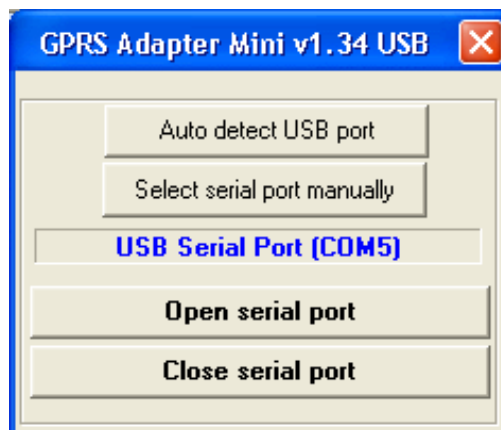 GPRS Adapter Mini v1.34 USB
Auto detect USB port
Select serial port manually
USB Serial Port (COM5)
Open serial port
Close serial port